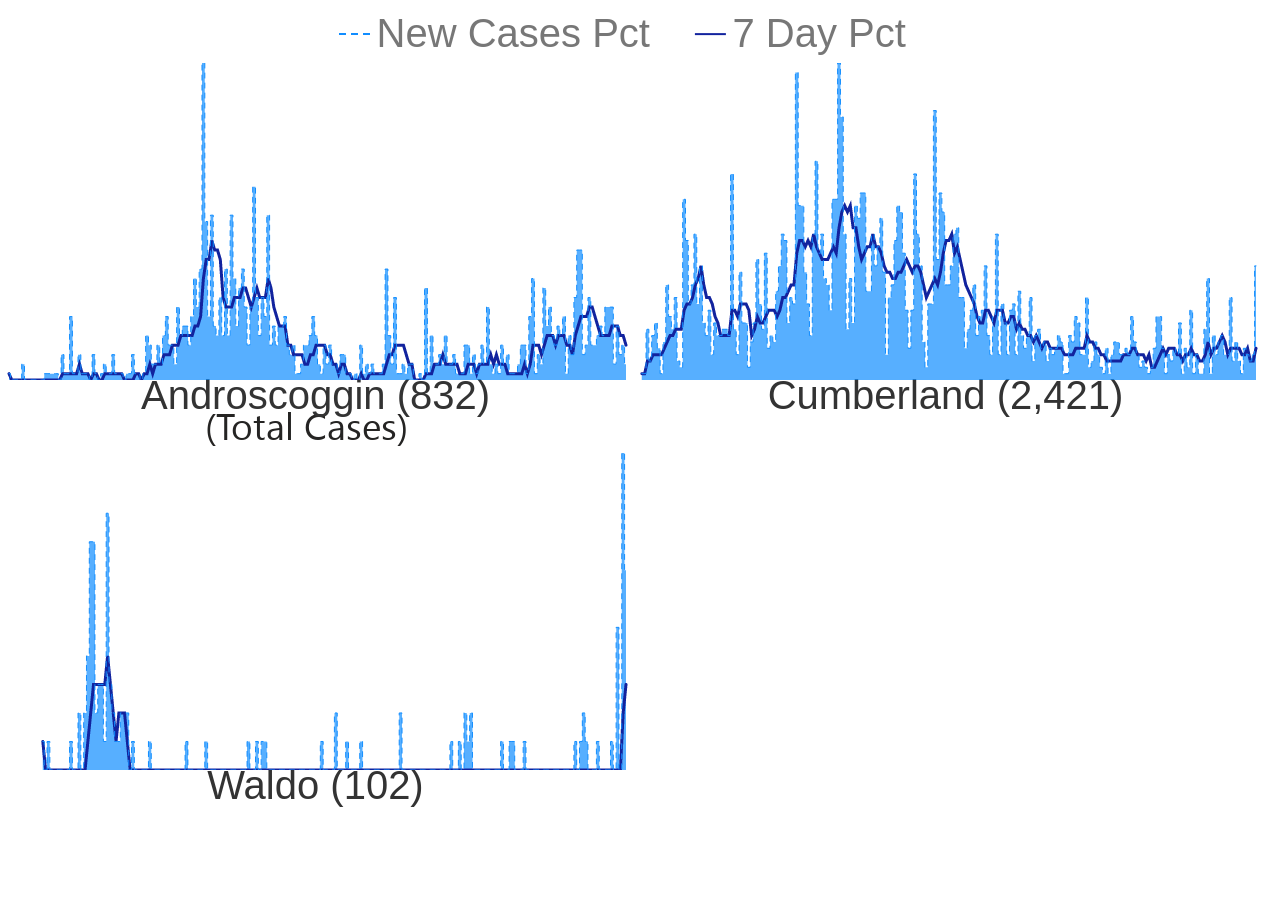 New Cases Pct 7 Day Pct
Androscoggin (832)
(Total Cases)
Cumberland (2,421)
Waldo (102)